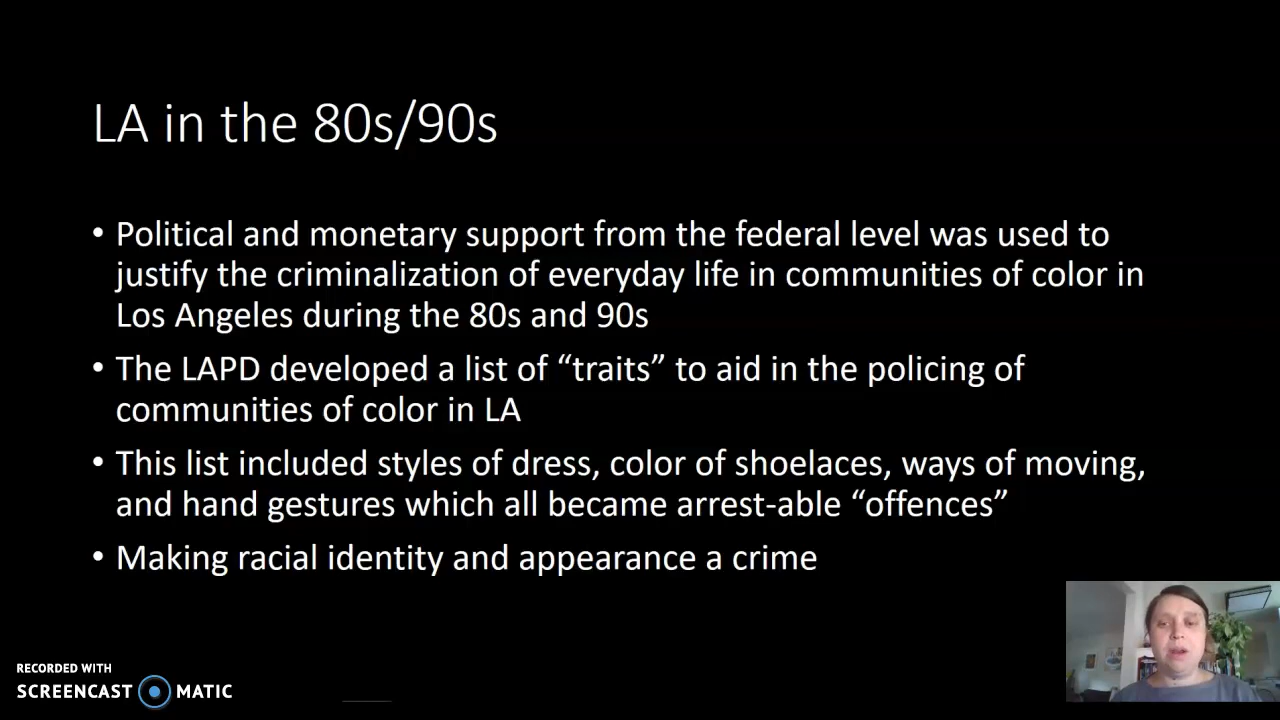 LA in the 80s/90s
• Political and monetary support from the federal level was used to
justify the criminalization of everyday life in communities of color in
Los Angeles during the 80s and 90s
• The LAPD developed a list of “traits” to aid in the policing of
communities of color in LA
• This list included styles of dress, color of shoelaces, ways of moving,
and hand gestures which all became arrest-able “offences”
• Making racial identity and appearance a crime
RECORDED WITH
SCREENCAST MATIC